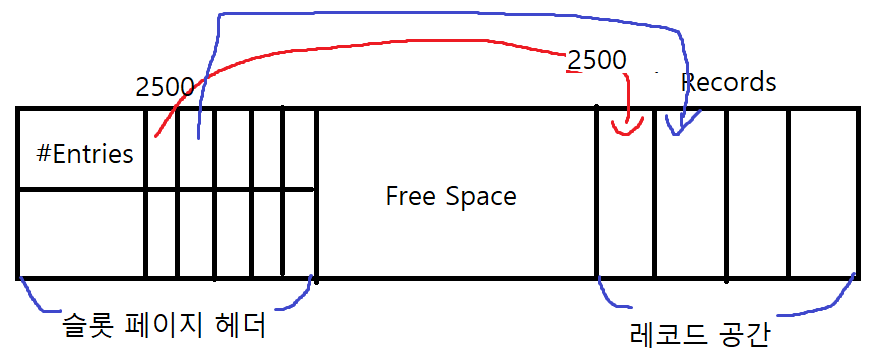 2500
2500
Records
#Entries
Free Space
슬롯 페이지 헤더
레코드 공간